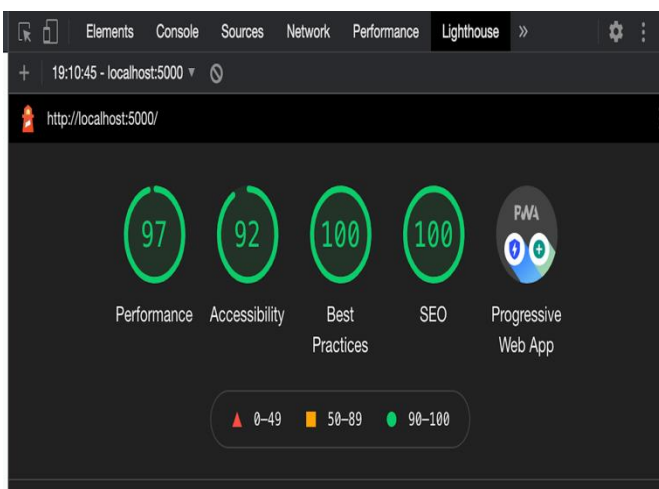 Elements Console Sources Network Performance Lighthouse »
+ 19:10:45 - localhost:5000 ▼
http://localhost:5000/
97 92 100 100 PWA
Performance Accessibility Best Practices SEO Progressive Web App
0–49 50–89 90–100